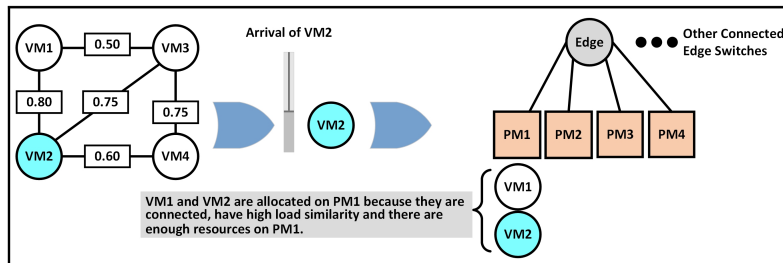 VM1
0.50
VM3
0.80
0.75
0.75
VM2
0.60
VM4
Arrival of VM2
VM2
Edge
Other Connected
Edge Switches
PM1
PM2
PM3
PM4
VM1
VM2
VM1 and VM2 are allocated on PM1 because they are
connected, have high load similarity and there are
enough resources on PM1.